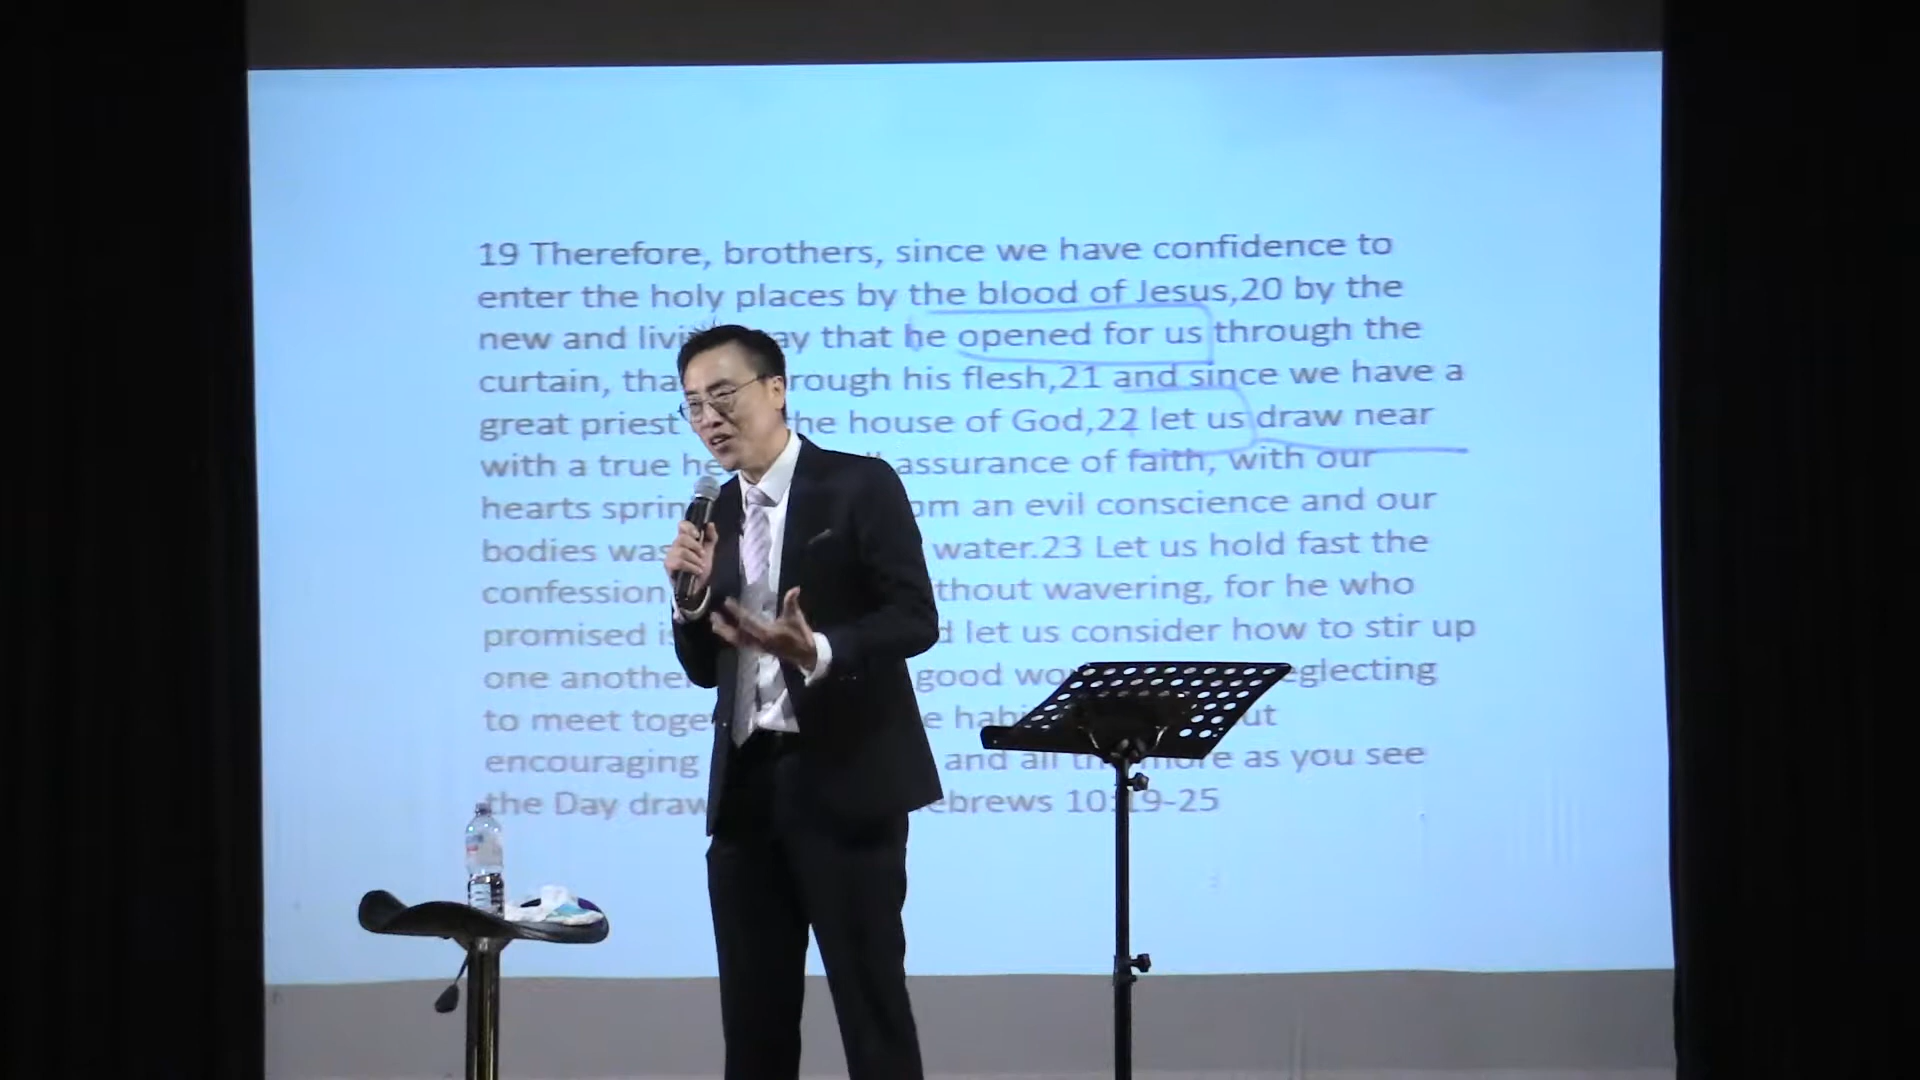 19 Therefore, brothers, since we have confidence to
enter the holy places by the blood of Jesus,20 by the
new and living way that he opened for us through the
curtain, tha rough his flesh,21 and since we have a
great priest the house of God,22 let us draw near
with a true he assurance of faith, with our
hearts sprin om an evil conscience and our
bodies was water.23 Let us hold fast the
confession thout wavering, for he who
promised is d let us consider how to stir up
one another good wo eglecting
to meet toge e habi ut
encouraging and all the more as you see
the Day draw ebrews 10:19-25